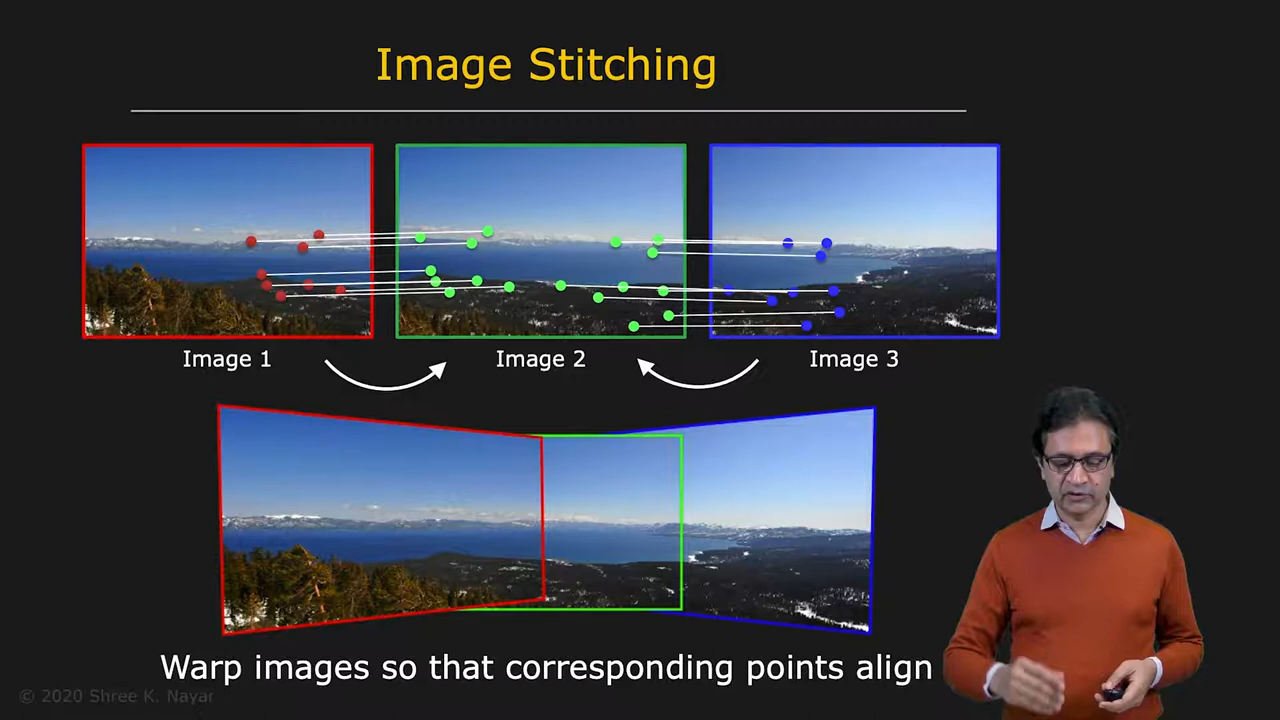 Image Stitching
Image 1
Image 2
Image 3
Warp images so that corresponding points align
© 2020 Shree K. Nayar